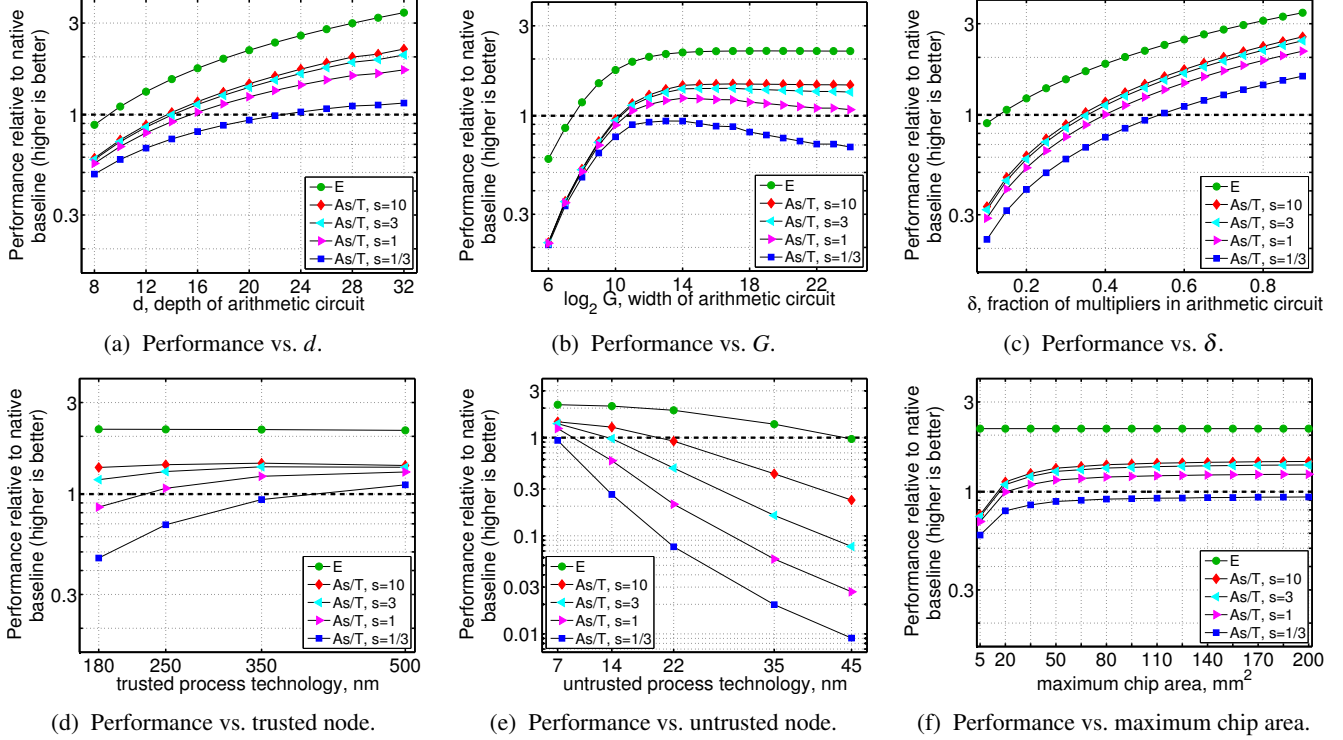 Performance relative to native
baseline (higher is better)
3
1
0.3
E
As/T, s=10
As/T, s=3
As/T, s=1
As/T, s=1/3
8 12 16 20 24 28 32
d, depth of arithmetic circuit
(a) Performance vs. d.
Performance relative to native
baseline (higher is better)
3
1
0.3
E
As/T, s=10
As/T, s=3
As/T, s=1
As/T, s=1/3
6 8 10 12 14 16 18 20 22
log2 G, width of arithmetic circuit
(b) Performance vs. G.
Performance relative to native
baseline (higher is better)
3
1
0.3
E
As/T, s=10
As/T, s=3
As/T, s=1
As/T, s=1/3
0.2 0.4 0.6 0.8
δ, fraction of multipliers in arithmetic circuit
(c) Performance vs. δ.
Performance relative to native
baseline (higher is better)
3
1
0.3
E
As/T, s=10
As/T, s=3
As/T, s=1
As/T, s=1/3
180 250 350 500
trusted process technology, nm
(d) Performance vs. trusted node.
Performance relative to native
baseline (higher is better)
3
1
0.3
0.1
0.03
0.01
E
As/T, s=10
As/T, s=3
As/T, s=1
As/T, s=1/3
7 14 22 35 45
untrusted process technology, nm
(e) Performance vs. untrusted node.
Performance relative to native
baseline (higher is better)
3
1
0.3
E
As/T, s=10
As/T, s=3
As/T, s=1
As/T, s=1/3
5 20 50 80 110 140 170 200
maximum chip area, mm2
(f) Performance vs. maximum chip area.